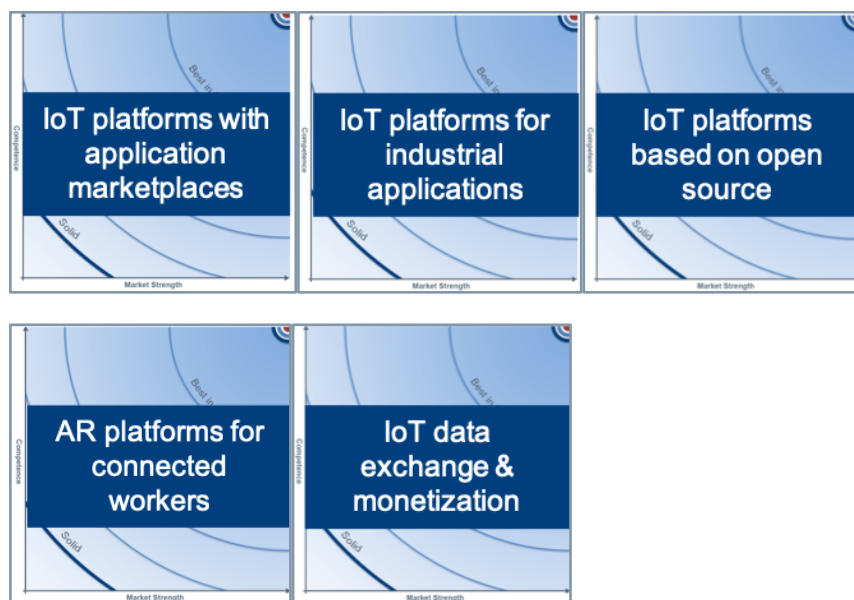 Best in
Competence
IoT platforms with
application
marketplaces
Solid
Market Strength
Best in
Competence
IoT platforms for
industrial
applications
Solid
Market Strength
Best in
Competence
IoT platforms
based on open
source
Solid
Market Strength
Best in
Competence
AR platforms for
connected
workers
Solid
Market Strength
Best in
Competence
IoT data
exchange &
monetization
Solid
Market Strength